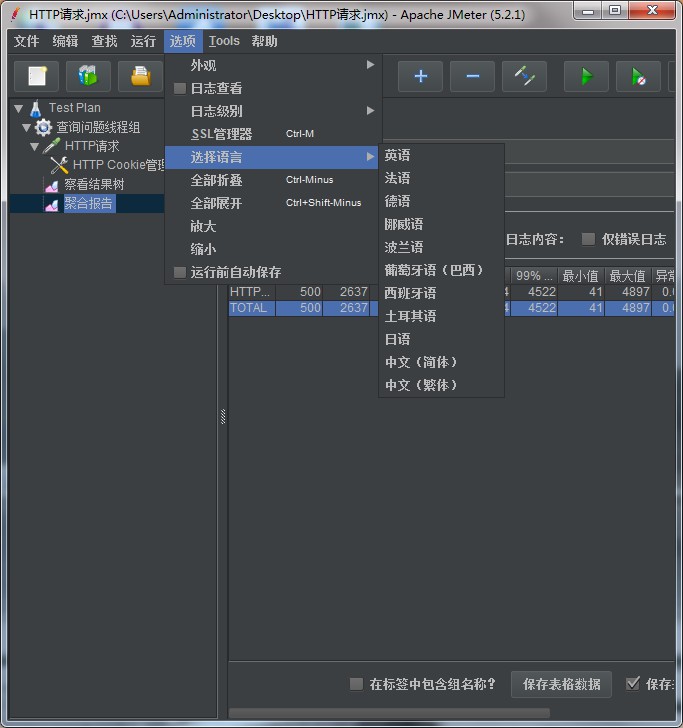 HTTP请求.jmx (C:\Users\Administrator\Desktop\HTTP请求.jmx) - Apache JMeter (5.2.1)
文件 编辑 查找 运行 选项 Tools 帮助
外观
日志查看
日志级别
SSL管理器 Ctrl-M
选择语言
全部折叠 Ctrl-Minus
全部展开 Ctrl+Shift-Minus
放大
缩小
运行前自动保存
英语
法语
德语
挪威语
波兰语
葡萄牙语（巴西）
西班牙语
土耳其语
日语
中文（简体）
中文（繁体）
Test Plan
查询问题线程组
HTTP请求
HTTP Cookie管理
察看结果树
聚合报告
日志内容： 仅错误日志
99% ... 最小值 最大值 异常
HTTP... 500 2637 4 4522 41 4897 0.0
TOTAL 500 2637 4 4522 41 4897 0.0
在标签中包含组名称？ 保存表格数据 保存